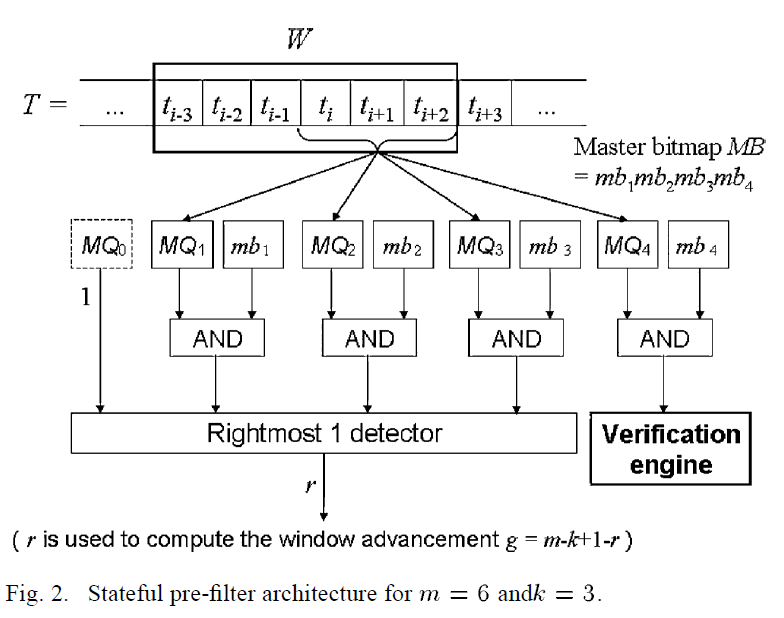 W
T = ... t_{i-3} t_{i-2} t_{i-1} t_i t_{i+1} t_{i+2} t_{i+3} ...
Master bitmap MB
= mb_1mb_2mb_3mb_4
MQ_0 MQ_1 mb_1 MQ_2 mb_2 MQ_3 mb_3 MQ_4 mb_4
1
AND AND AND AND
Rightmost 1 detector
Verification
engine
r
( r is used to compute the window advancement g = m-k+1-r )
Fig. 2. Stateful pre-filter architecture for m = 6 andk = 3.